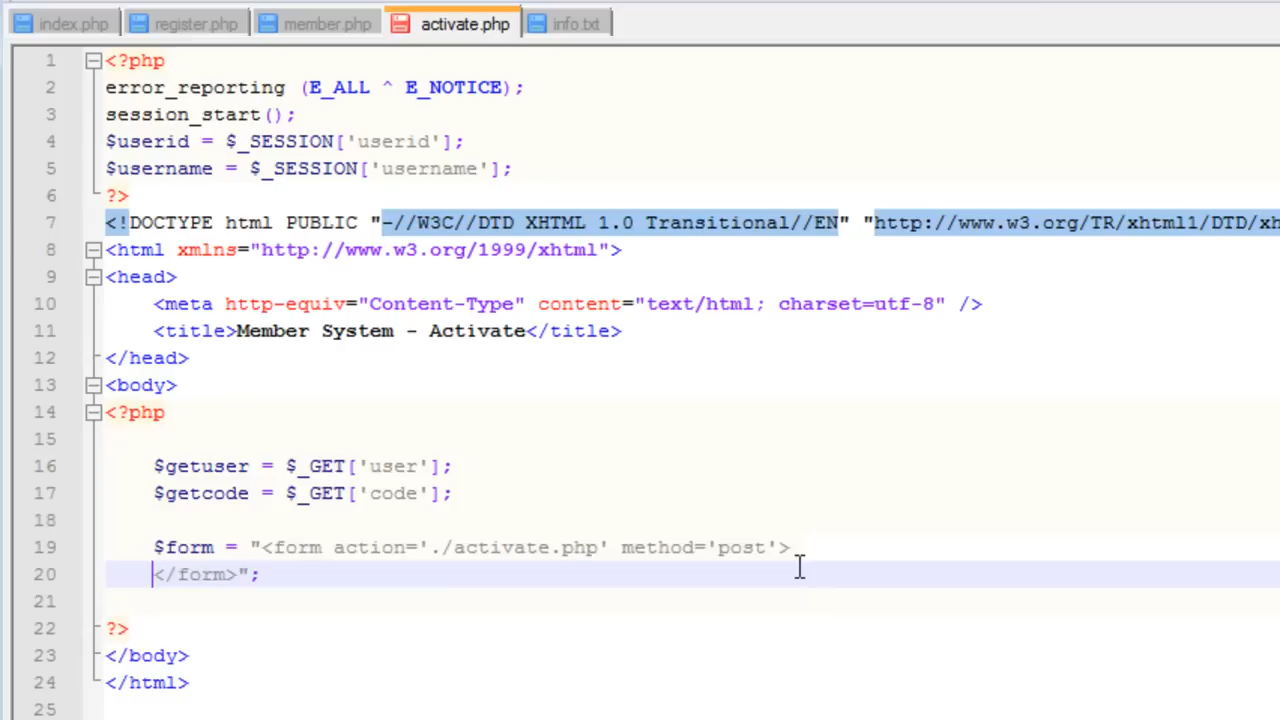 index.php register.php member.php activate.php info.txt
1 <?php
2 error_reporting (E_ALL ^ E_NOTICE);
3 session_start();
4 $userid = $_SESSION['userid'];
5 $username = $_SESSION['username'];
6 ?>
7 <!DOCTYPE html PUBLIC "-//W3C//DTD XHTML 1.0 Transitional//EN" "http://www.w3.org/TR/xhtml1/DTD/xh
8 <html xmlns="http://www.w3.org/1999/xhtml">
9 <head>
10 <meta http-equiv="Content-Type" content="text/html; charset=utf-8" />
11 <title>Member System - Activate</title>
12 </head>
13 <body>
14 <?php
15
16 $getuser = $_GET['user'];
17 $getcode = $_GET['code'];
18
19 $form = "<form action='./activate.php' method='post'>
20 </form>";
21
22 ?>
23 </body>
24 </html>
25